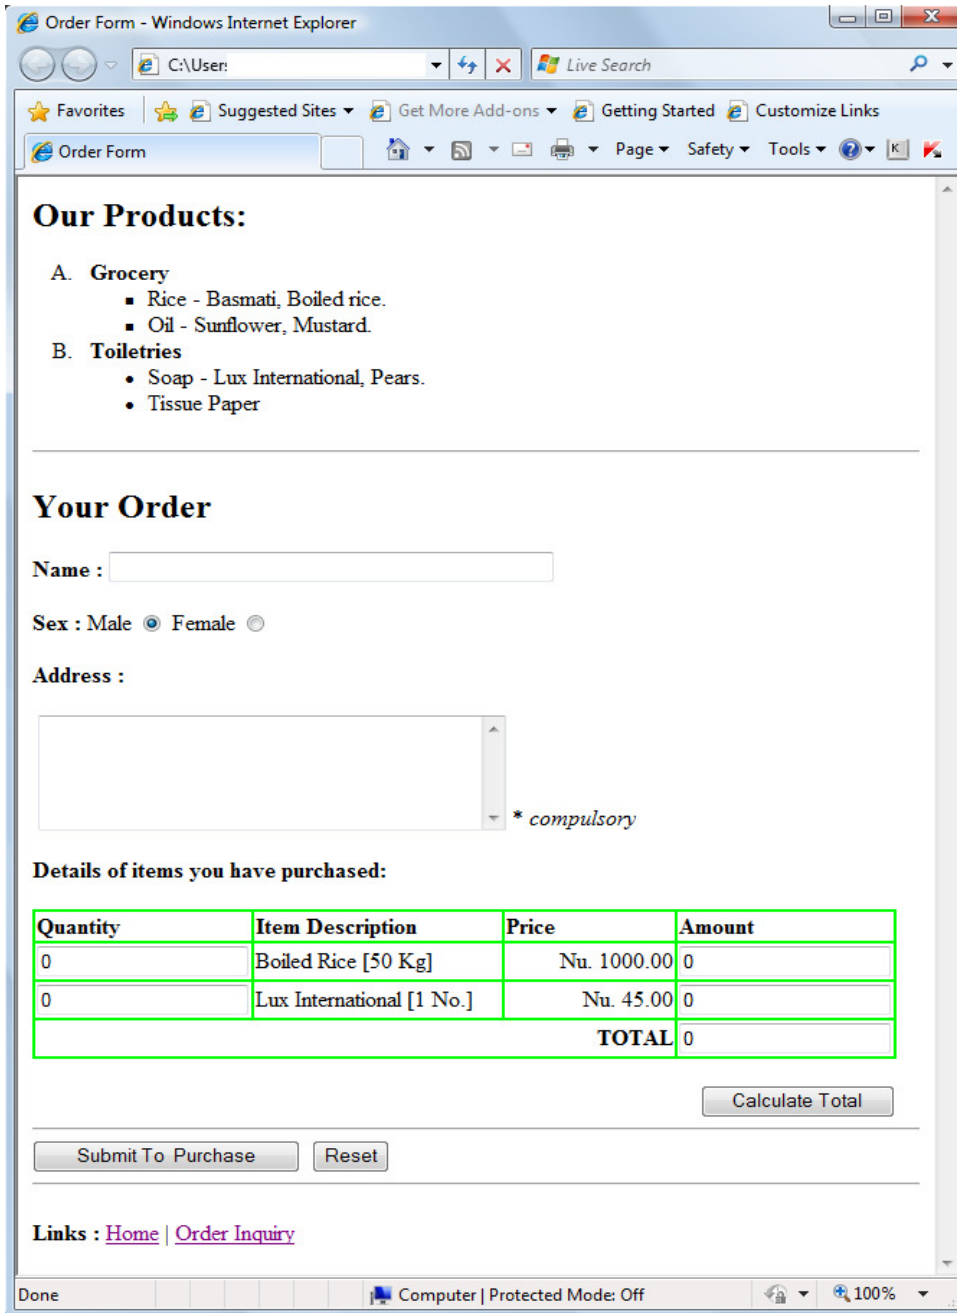 Order Form - Windows Internet Explorer
C:\User:
Live Search
Favorites Suggested Sites Get More Add-ons Getting Started Customize Links
Order Form Page Safety Tools K
Our Products:
A. Grocery
Rice - Basmati, Boiled rice.
Oil - Sunflower, Mustard.
B. Toiletries
Soap - Lux International, Pears.
Tissue Paper
Your Order
Name :
Sex : Male Female
Address :
* compulsory
Details of items you have purchased:
Quantity Item Description Price Amount
0 Boiled Rice [50 Kg] Nu. 1000.00 0
0 Lux International [1 No.] Nu. 45.00 0
TOTAL 0
Calculate Total
Submit To Purchase Reset
Links : Home | Order Inquiry
Done Computer | Protected Mode: Off 100%